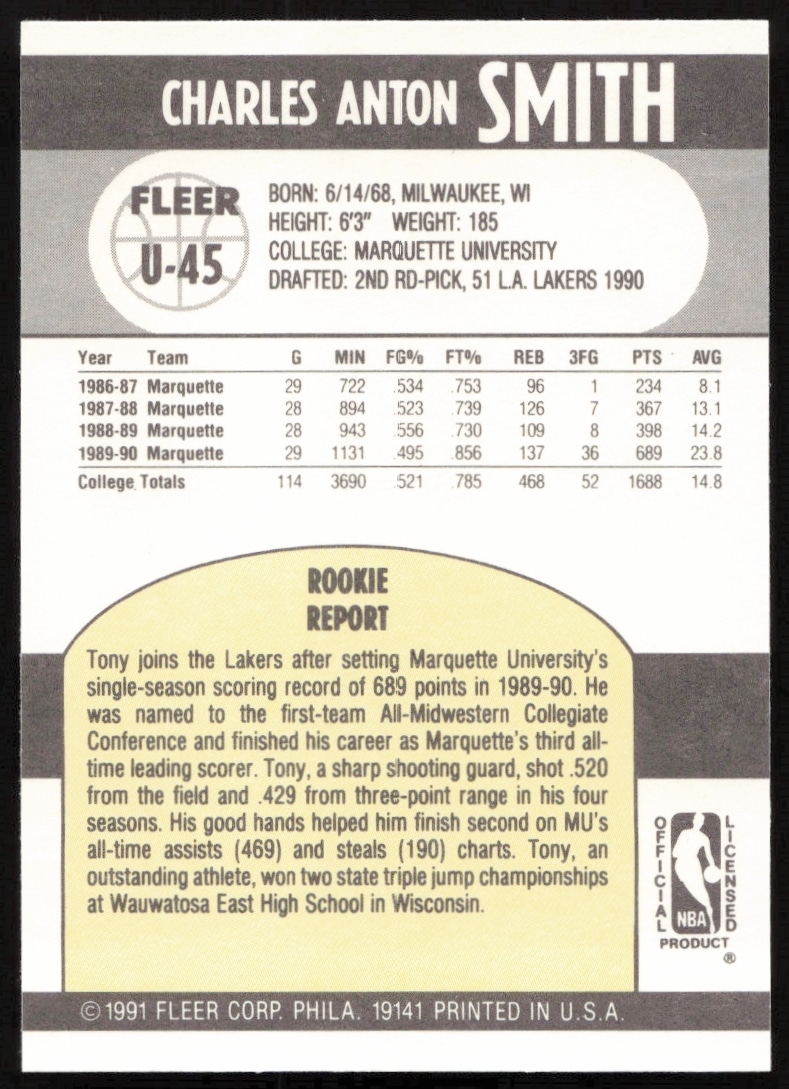 CHARLES ANTON SMITH
FLEER
U-45
BORN: 6/14/68, MILWAUKEE, WI
HEIGHT: 6'3" WEIGHT: 185
COLLEGE: MARQUETTE UNIVERSITY
DRAFTED: 2ND RD-PICK, 51 L.A. LAKERS 1990
Year Team G MIN FG% FT% REB 3FG PTS AVG
1986-87 Marquette 29 722 .534 .753 96 1 234 8.1
1987-88 Marquette 28 894 .523 .739 126 7 367 13.1
1988-89 Marquette 28 943 .556 .730 109 8 398 14.2
1989-90 Marquette 29 1131 .495 .856 137 36 689 23.8
College Totals 114 3690 .521 .785 468 52 1688 14.8
ROOKIE
REPORT
Tony joins the Lakers after setting Marquette University's
single-season scoring record of 689 points in 1989-90. He
was named to the first-team All-Midwestern Collegiate
Conference and finished his career as Marquette's third all-
time leading scorer. Tony, a sharp shooting guard, shot .520
from the field and .429 from three-point range in his four
seasons. His good hands helped him finish second on MU's
all-time assists (469) and steals (190) charts. Tony, an
outstanding athlete, won two state triple jump championships
at Wauwatosa East High School in Wisconsin.
OFFICIAL
NBA
LICENSED
PRODUCT
®
© 1991 FLEER CORP. PHILA. 19141 PRINTED IN U.S.A.